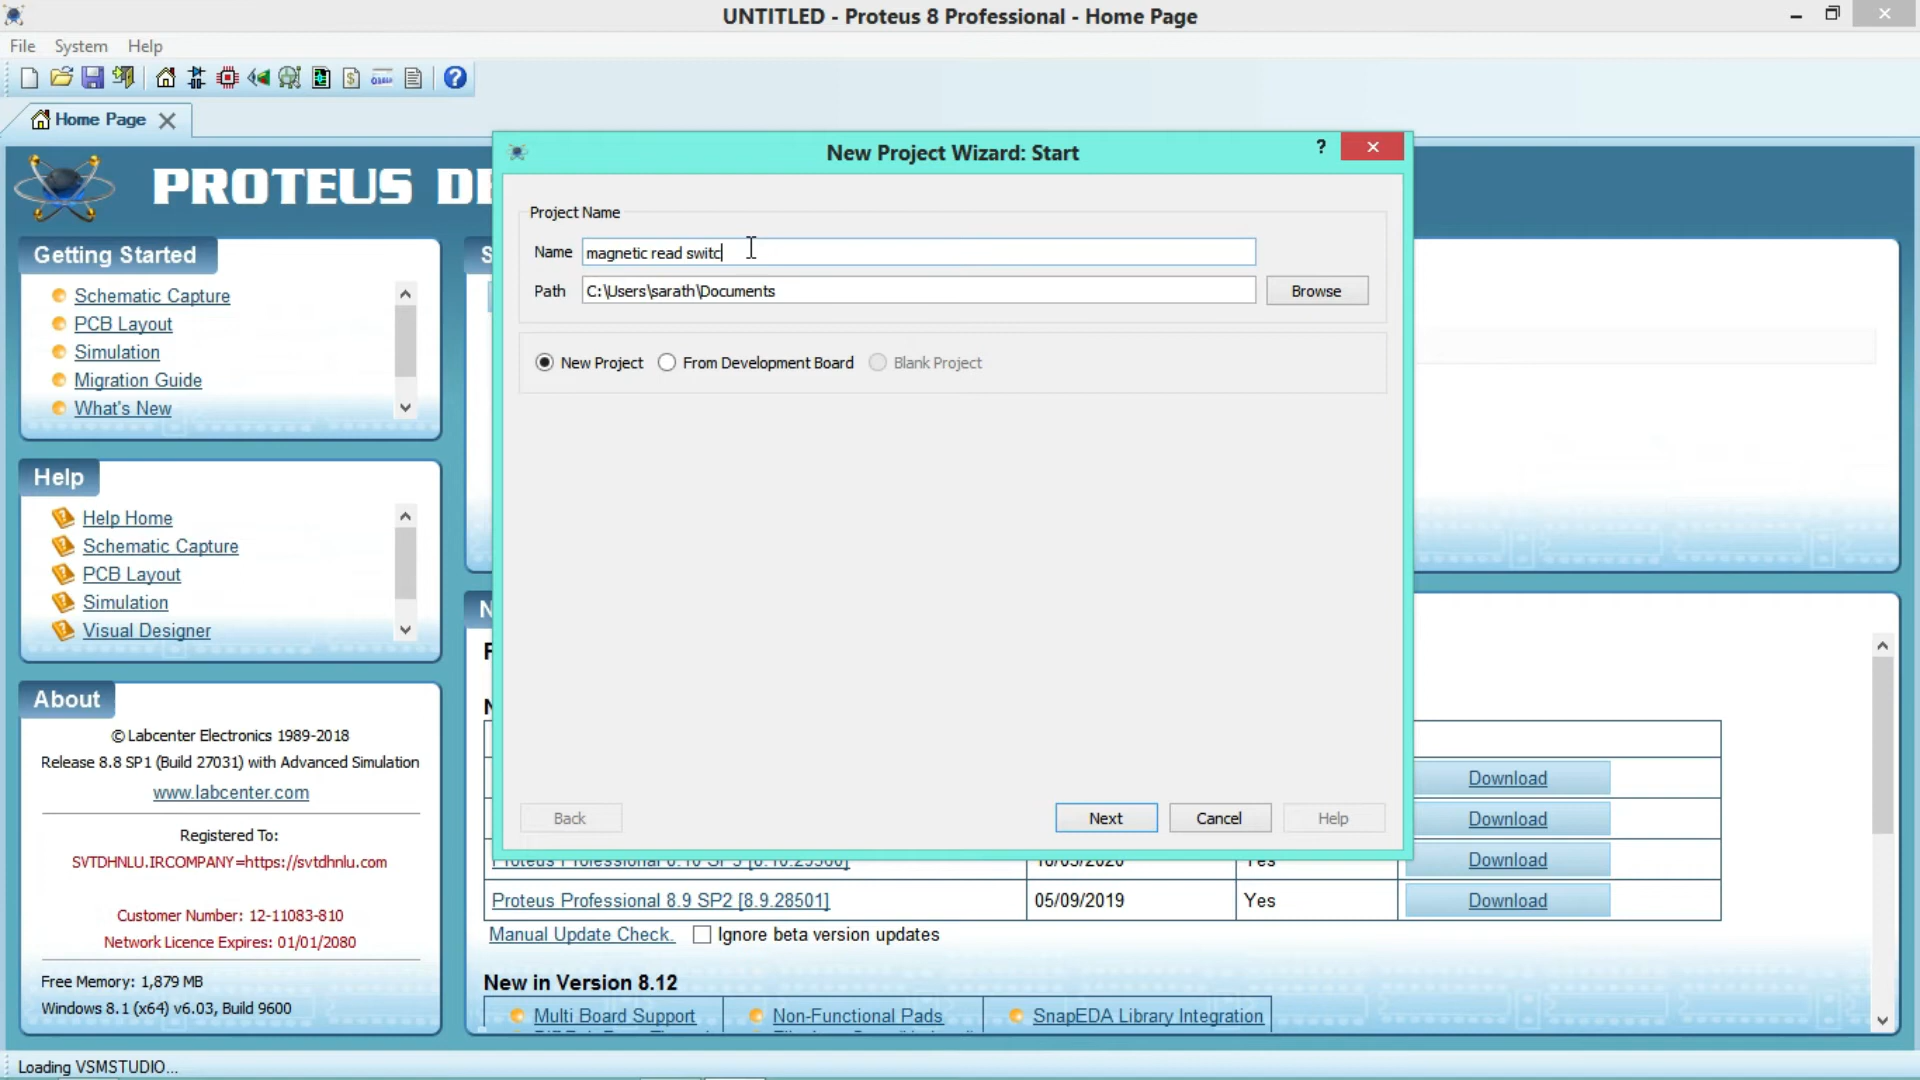 UNTITLED - Proteus 8 Professional - Home Page
File System Help
Home Page
PROTEUS DE
New Project Wizard: Start
?
Project Name
Name magnetic read switc
Path C:\Users\sarath\Documents Browse
New Project From Development Board Blank Project
Back Next Cancel Help
Getting Started
Schematic Capture
PCB Layout
Simulation
Migration Guide
What's New
Help
Help Home
Schematic Capture
PCB Layout
Simulation
Visual Designer
About
© Labcenter Electronics 1989-2018
Release 8.8 SP1 (Build 27031) with Advanced Simulation
www.labcenter.com
Registered To:
SVTDHNLU.IRCOMPANY=https://svtdhnlu.com
Customer Number: 12-11083-810
Network Licence Expires: 01/01/2080
Free Memory: 1,879 MB
Windows 8.1 (x64) v6.03, Build 9600
Download
Download
Download
Proteus Professional 8.9 SP2 [8.9.28501] 05/09/2019 Yes Download
Manual Update Check. Ignore beta version updates
New in Version 8.12
Multi Board Support Non-Functional Pads SnapEDA Library Integration
Loading VSMSTUDIO...